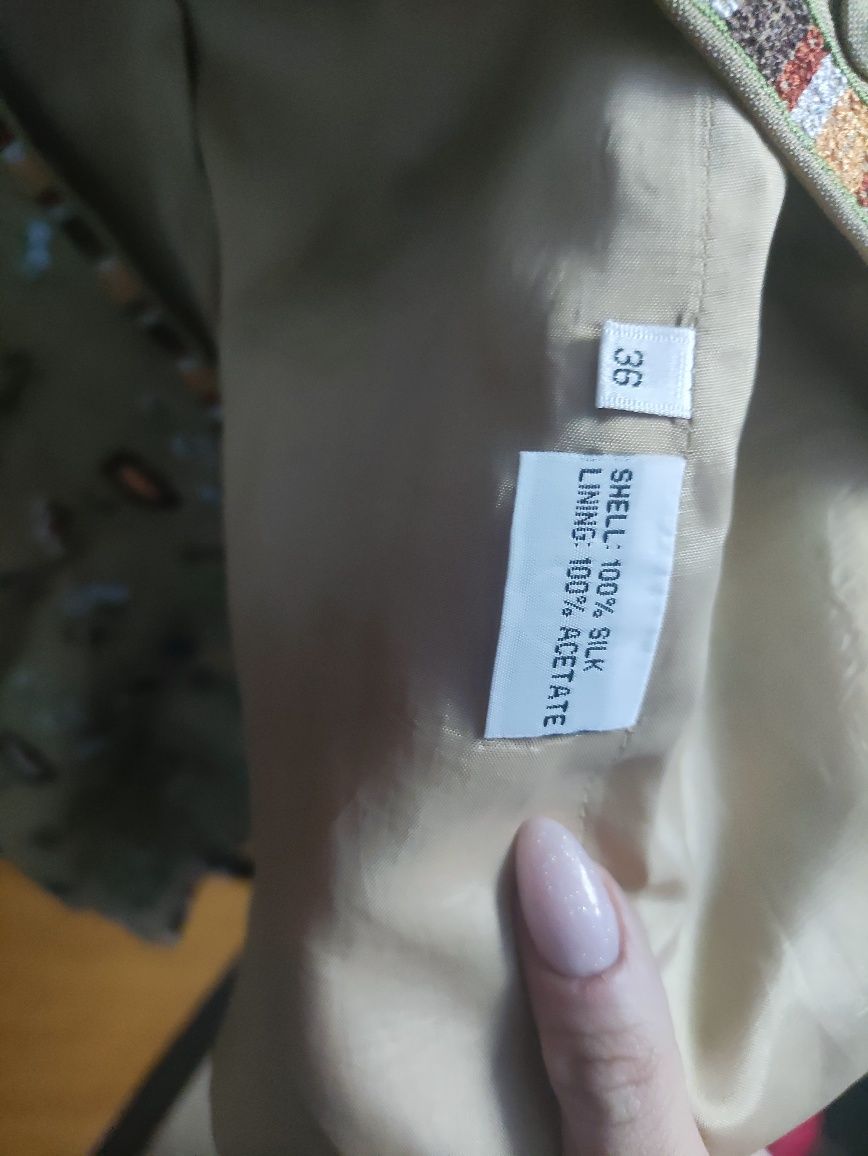 36
SHELL: 100% SILK
LINING: 100% ACETATE